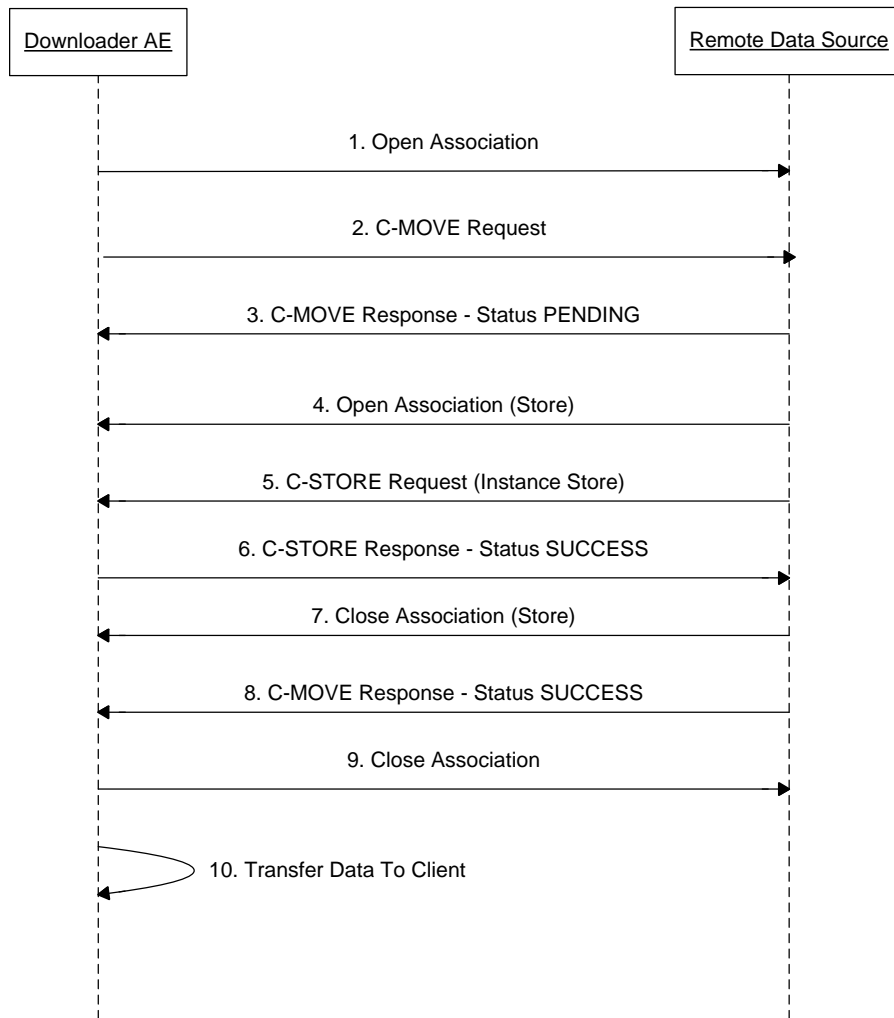 Downloader AE
Remote Data Source
1. Open Association
2. C-MOVE Request
3. C-MOVE Response - Status PENDING
4. Open Association (Store)
5. C-STORE Request (Instance Store)
6. C-STORE Response - Status SUCCESS
7. Close Association (Store)
8. C-MOVE Response - Status SUCCESS
9. Close Association
10. Transfer Data To Client